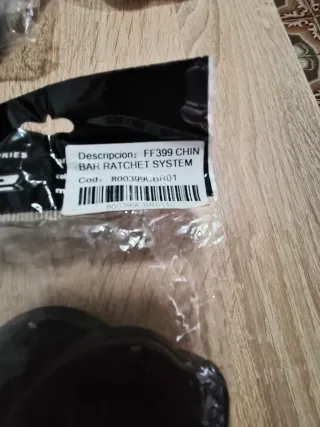 Descripcion: FF399 CHIN
BAR RATCHET SYSTEM
Cod: 800399CBR01